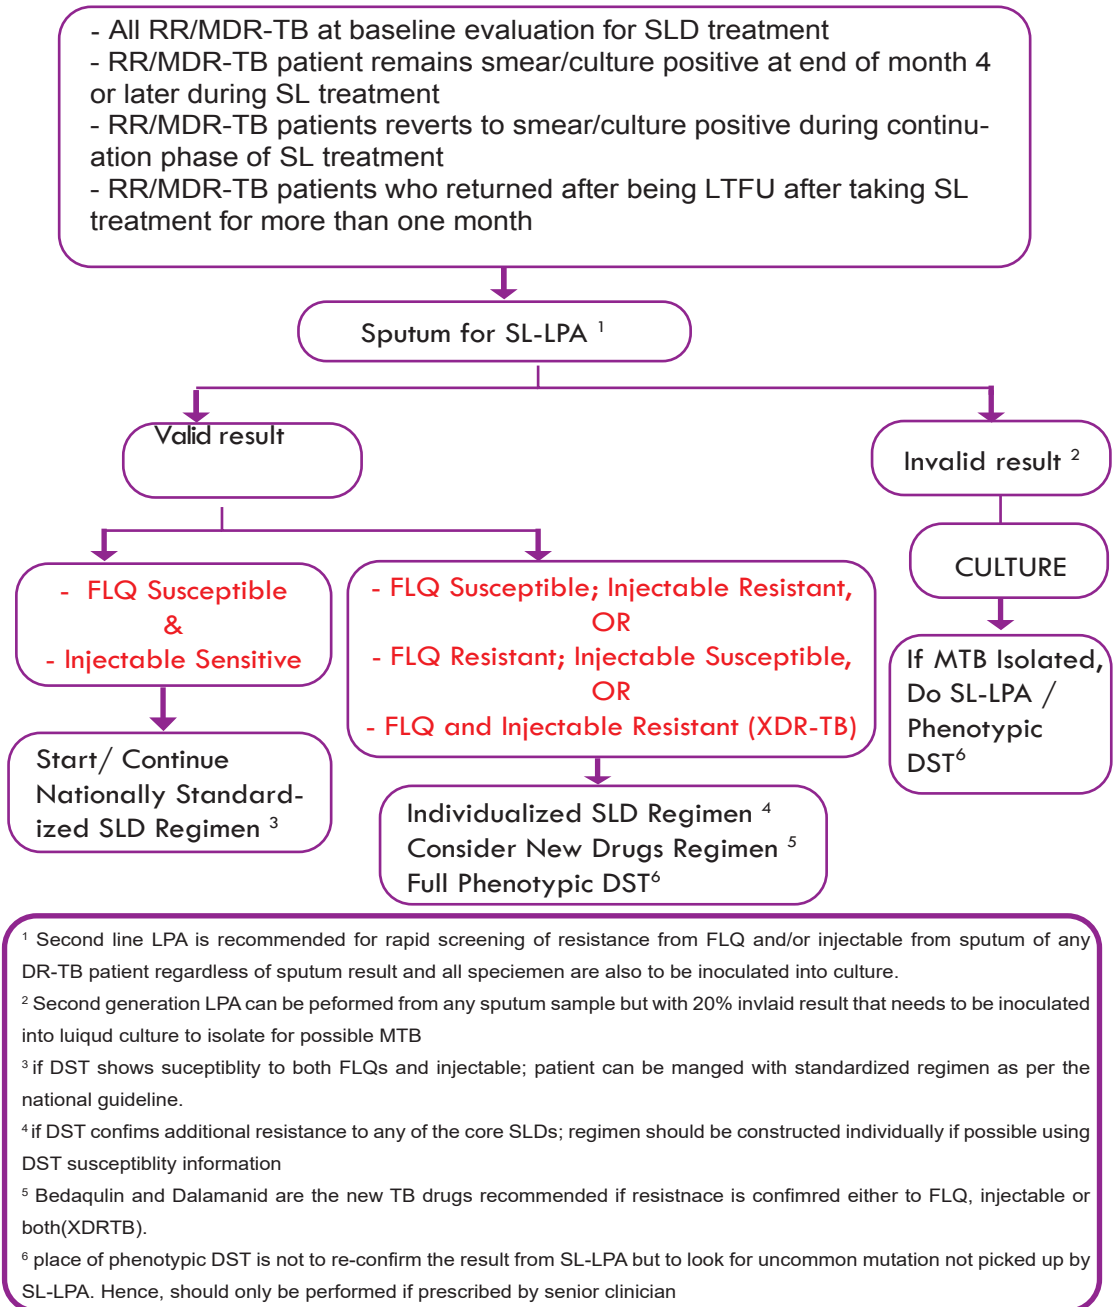 - All RR/MDR-TB at baseline evaluation for SLD treatment
- RR/MDR-TB patient remains smear/culture positive at end of month 4
or later during SL treatment
- RR/MDR-TB patients reverts to smear/culture positive during continu-
ation phase of SL treatment
- RR/MDR-TB patients who returned after being LTFU after taking SL
treatment for more than one month
Sputum for SL-LPA 1
Valid result
Invalid result 2
- FLQ Susceptible
&
- Injectable Sensitive
- FLQ Susceptible; Injectable Resistant,
OR
- FLQ Resistant; Injectable Susceptible,
OR
- FLQ and Injectable Resistant (XDR-TB)
CULTURE
Start/ Continue
Nationally Standard-
ized SLD Regimen 3
Individualized SLD Regimen 4
Consider New Drugs Regimen 5
Full Phenotypic DST6
If MTB Isolated,
Do SL-LPA /
Phenotypic
DST6
1 Second line LPA is recommended for rapid screening of resistance from FLQ and/or injectable from sputum of any
DR-TB patient regardless of sputum result and all speciemen are also to be inoculated into culture.
2 Second generation LPA can be peformed from any sputum sample but with 20% invlaid result that needs to be inoculated
into luiqud culture to isolate for possible MTB
3 if DST shows suceptiblity to both FLQs and injectable; patient can be manged with standardized regimen as per the
national guideline.
4 if DST confims additional resistance to any of the core SLDs; regimen should be constructed individually if possible using
DST susceptiblity information
5 Bedaqulin and Dalamanid are the new TB drugs recommended if resistnace is confimred either to FLQ, injectable or
both(XDRTB).
6 place of phenotypic DST is not to re-confirm the result from SL-LPA but to look for uncommon mutation not picked up by
SL-LPA. Hence, should only be performed if prescribed by senior clinician